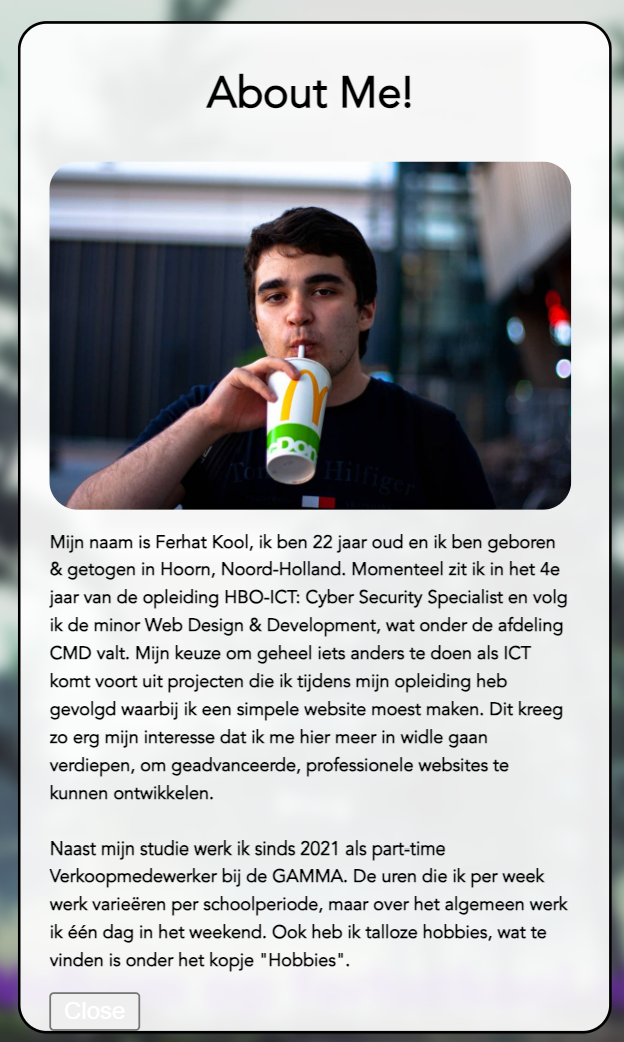 About Me!
Tommy Hilfiger
Mijn naam is Ferhat Kool, ik ben 22 jaar oud en ik ben geboren
& getogen in Hoorn, Noord-Holland. Momenteel zit ik in het 4e
jaar van de opleiding HBO-ICT: Cyber Security Specialist en volg
ik de minor Web Design & Development, wat onder de afdeling
CMD valt. Mijn keuze om geheel iets anders te doen als ICT
komt voort uit projecten die ik tijdens mijn opleiding heb
gevolgd waarbij ik een simpele website moest maken. Dit kreeg
zo erg mijn interesse dat ik me hier meer in widle gaan
verdiepen, om geadvanceerde, professionele websites te
kunnen ontwikkelen.
Naast mijn studie werk ik sinds 2021 als part-time
Verkoopmedewerker bij de GAMMA. De uren die ik per week
werk varieëren per schoolperiode, maar over het algemeen werk
ik één dag in het weekend. Ook heb ik talloze hobbies, wat te
vinden is onder het kopje "Hobbies".
Close